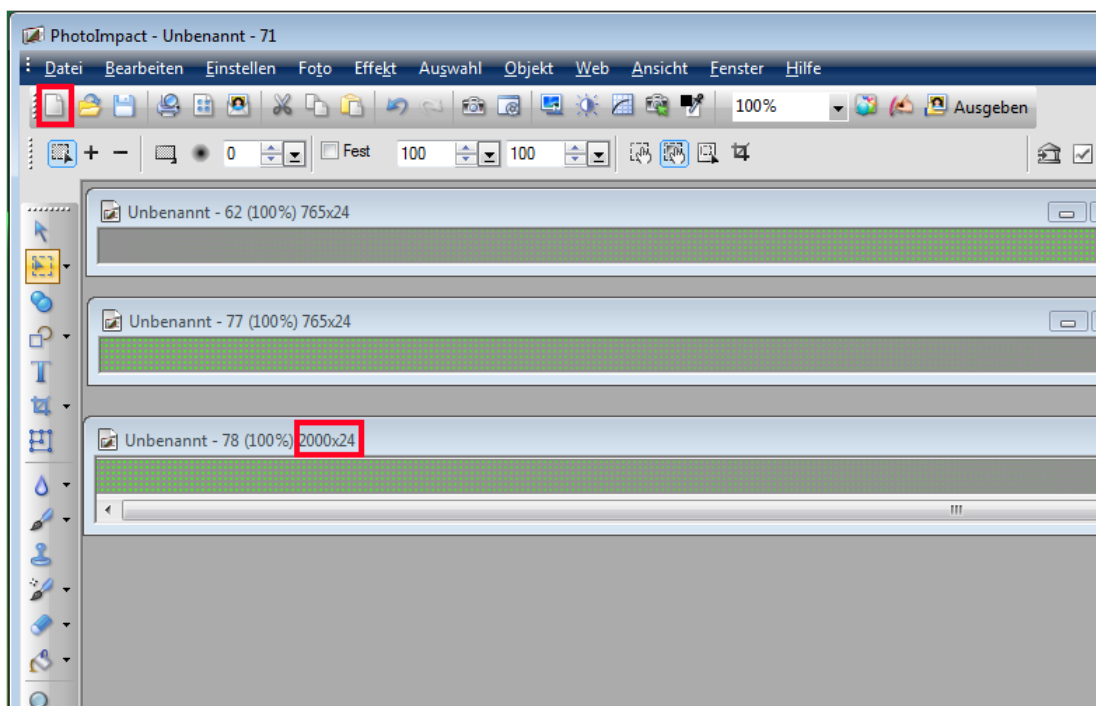 PhotoImpact - Unbenannt - 71
Datei Bearbeiten Einstellen Foto Effekt Auswahl Objekt Web Ansicht Fenster Hilfe
100% Ausgeben
0 Fest 100 100
Unbenannt - 62 (100%) 765x24
Unbenannt - 77 (100%) 765x24
Unbenannt - 78 (100%) 2000x24